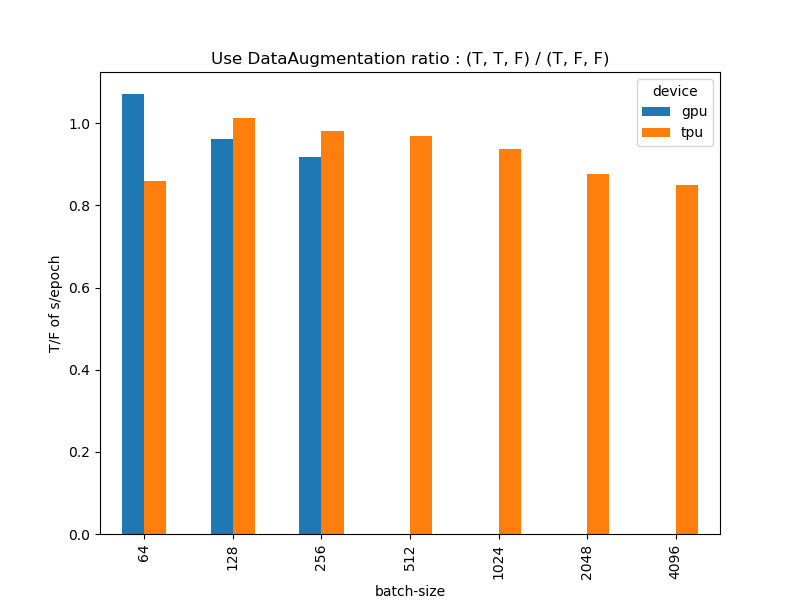 Use DataAugmentation ratio : (T, T, F) / (T, F, F)
device
gpu
tpu
T/F of s/epoch
1.0
0.8
0.6
0.4
0.2
0.0
64
128
256
512
1024
2048
4096
batch-size